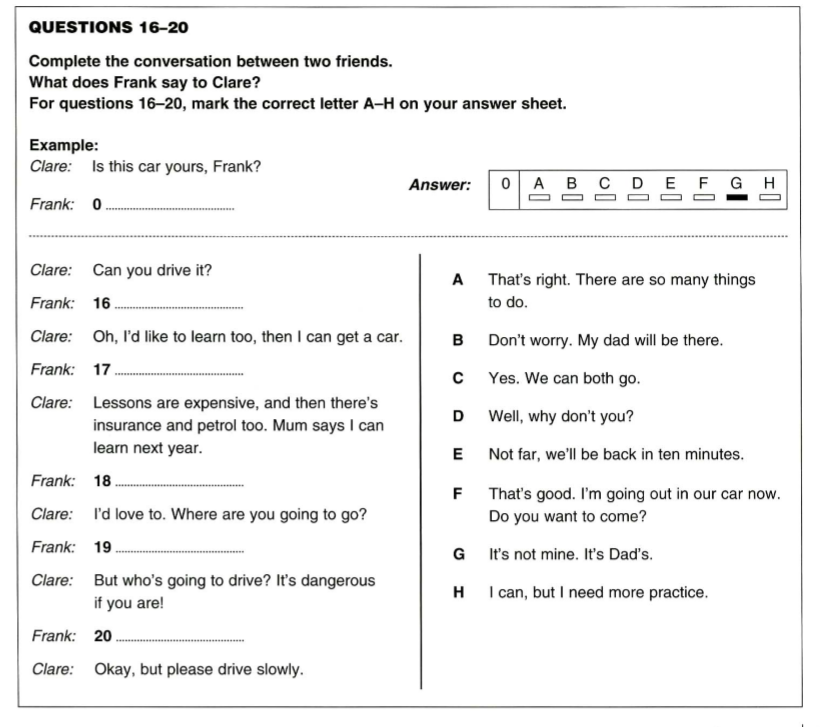 QUESTIONS 16–20
Complete the conversation between two friends.
What does Frank say to Clare?
For questions 16–20, mark the correct letter A–H on your answer sheet.
Example:
Clare: Is this car yours, Frank?
Frank: 0 ........................................
Answer: 0 A B C D E F G H
Clare: Can you drive it?
Frank: 16 ........................................
Clare: Oh, I'd like to learn too, then I can get a car.
Frank: 17 ........................................
Clare: Lessons are expensive, and then there's
insurance and petrol too. Mum says I can
learn next year.
Frank: 18 ........................................
Clare: I'd love to. Where are you going to go?
Frank: 19 ........................................
Clare: But who's going to drive? It's dangerous
if you are!
Frank: 20 ........................................
Clare: Okay, but please drive slowly.
A That's right. There are so many things
to do.
B Don't worry. My dad will be there.
C Yes. We can both go.
D Well, why don't you?
E Not far, we'll be back in ten minutes.
F That's good. I'm going out in our car now.
Do you want to come?
G It's not mine. It's Dad's.
H I can, but I need more practice.